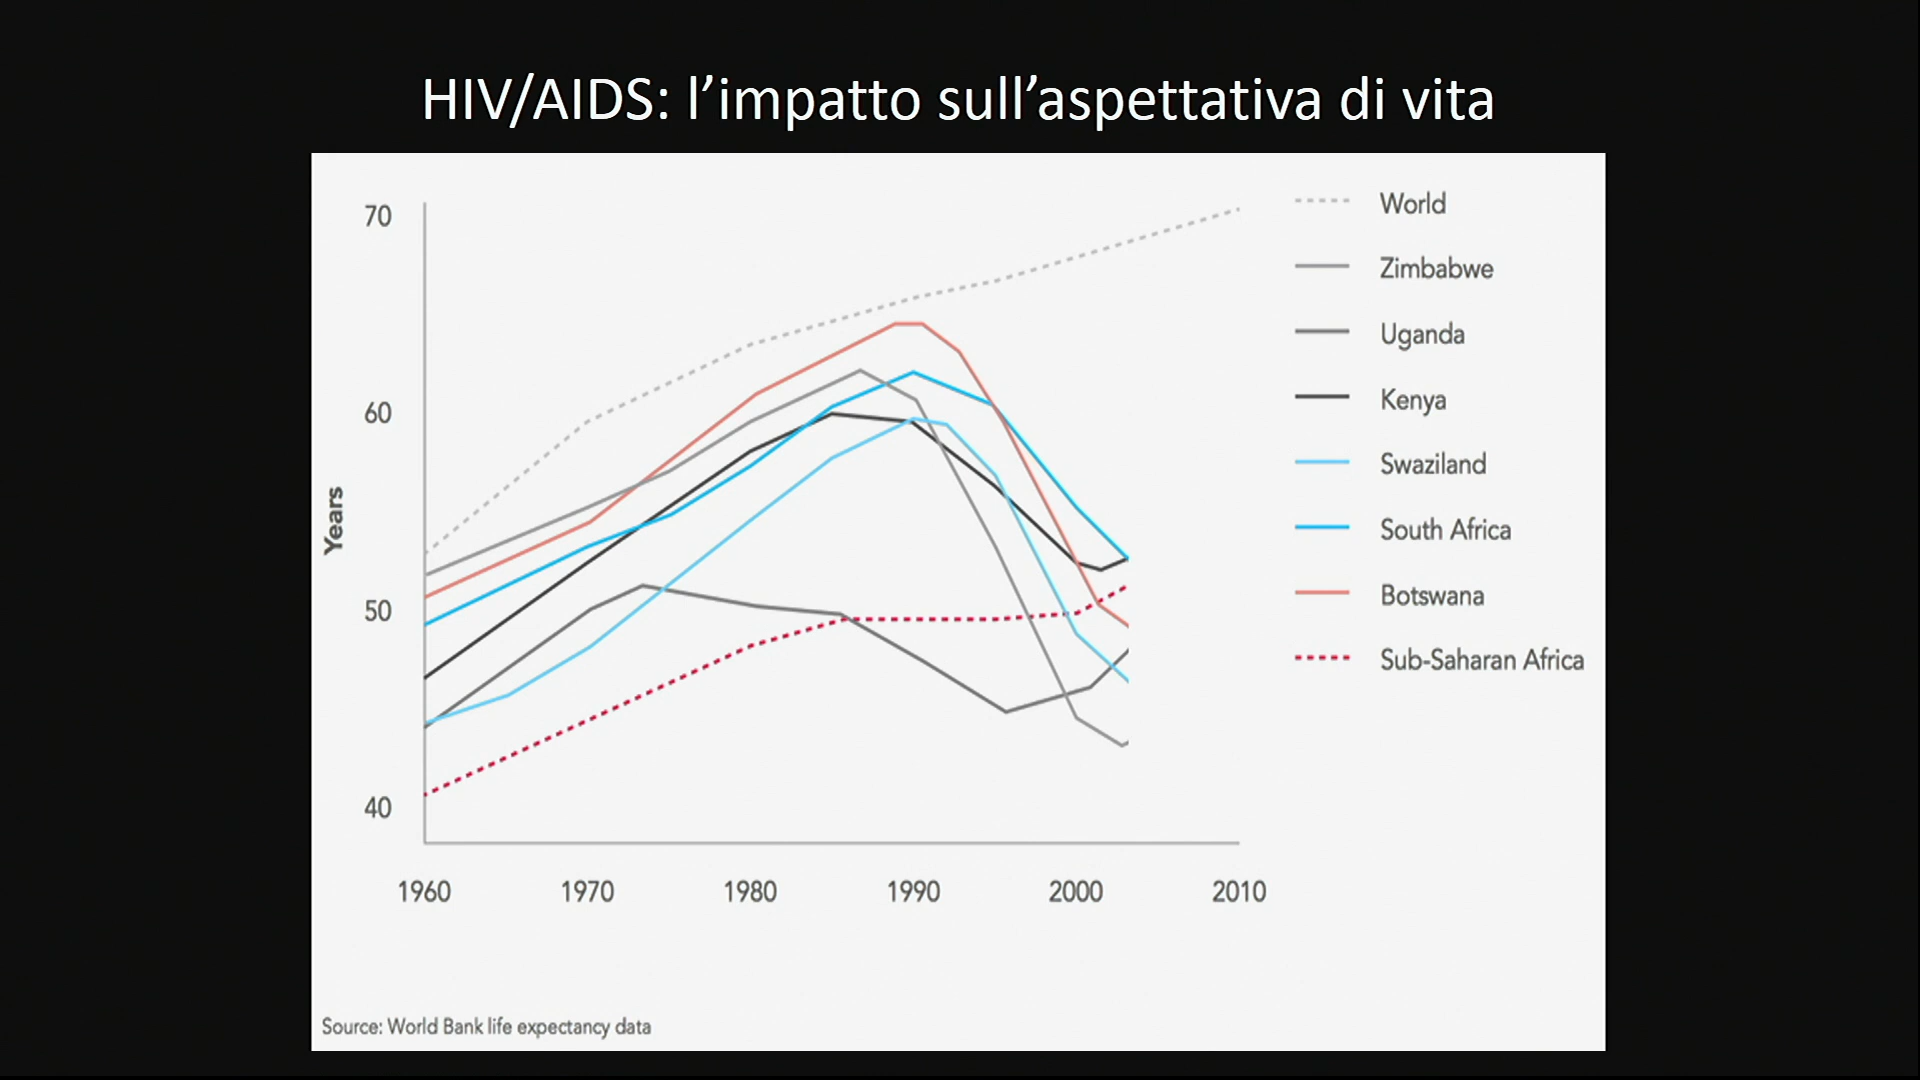 HIV/AIDS: l’impatto sull’aspettativa di vita
70
60
50
40
Years
1960 1970 1980 1990 2000 2010
World
Zimbabwe
Uganda
Kenya
Swaziland
South Africa
Botswana
Sub-Saharan Africa
Source: World Bank life expectancy data